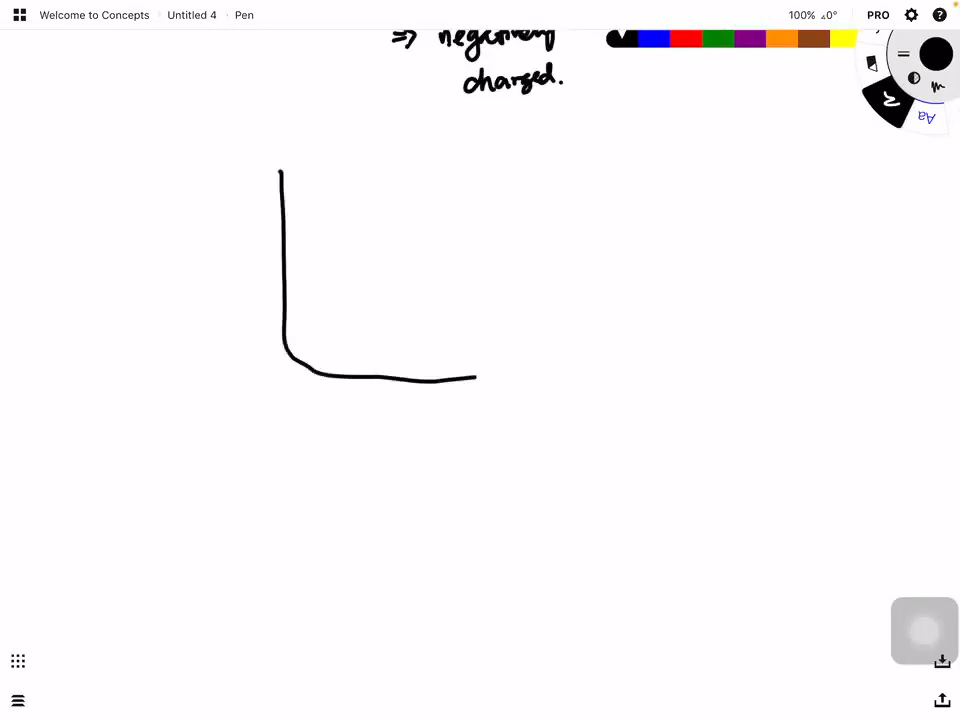 Welcome to Concepts › Untitled 4 · Pen
100% ⊿0° PRO
⇒ negatively
charged.
Aa